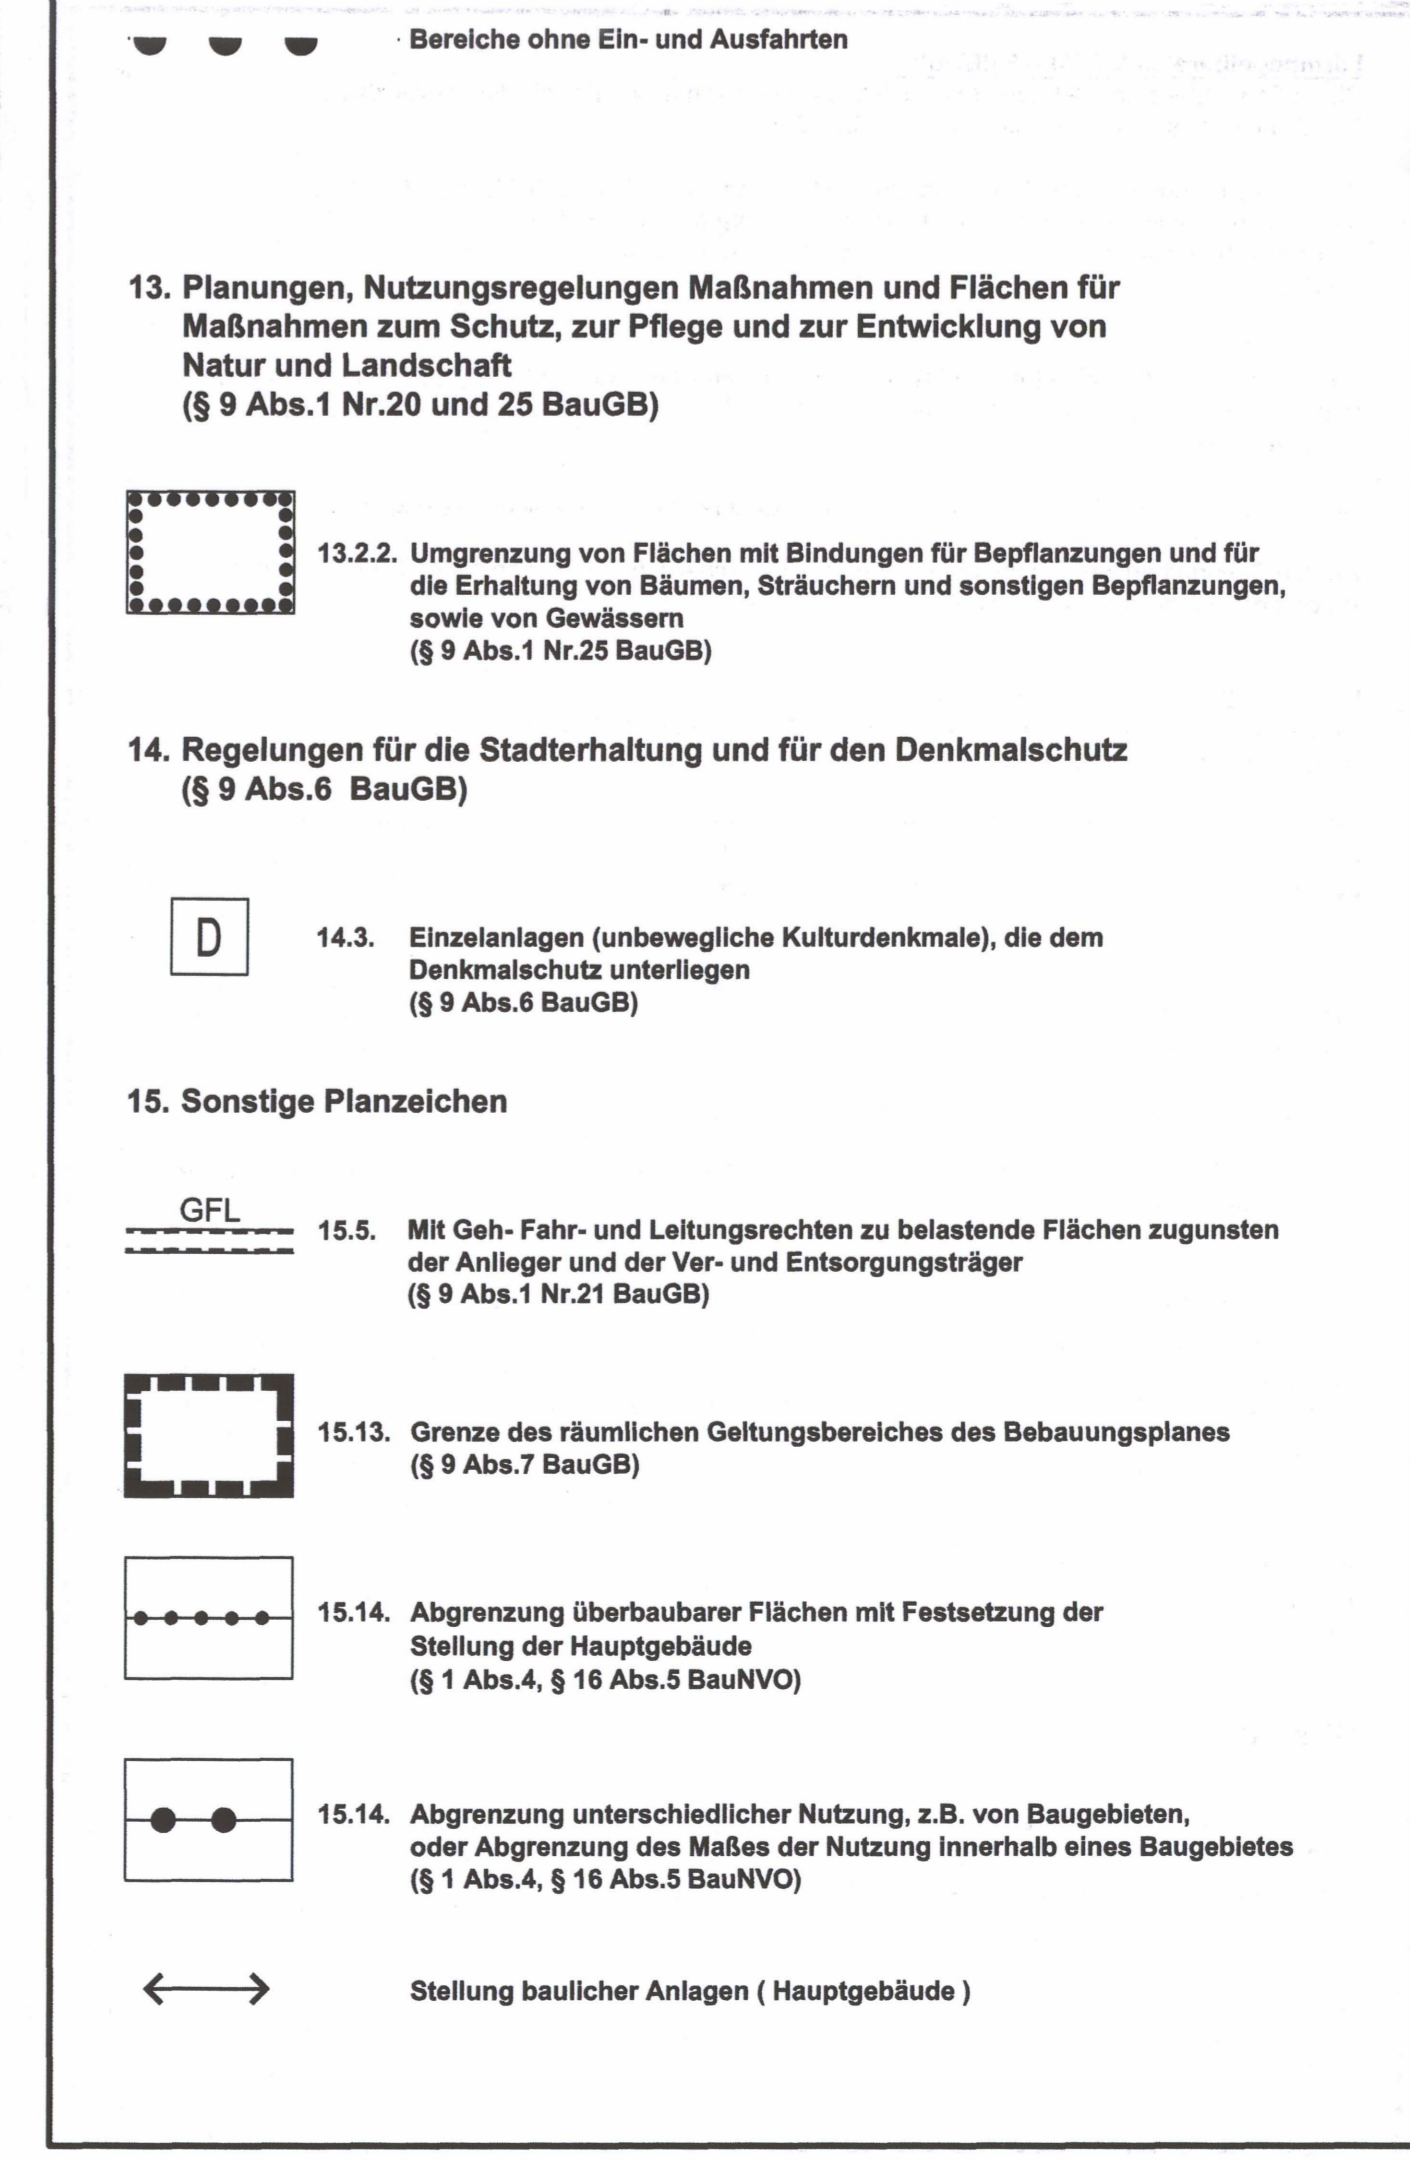 Bereiche ohne Ein- und Ausfahrten
13. Planungen, Nutzungsregelungen Maßnahmen und Flächen für
Maßnahmen zum Schutz, zur Pflege und zur Entwicklung von
Natur und Landschaft
(§ 9 Abs.1 Nr.20 und 25 BauGB)
13.2.2. Umgrenzung von Flächen mit Bindungen für Bepflanzungen und für
die Erhaltung von Bäumen, Sträuchern und sonstigen Bepflanzungen,
sowie von Gewässern
(§ 9 Abs.1 Nr.25 BauGB)
14. Regelungen für die Stadterhaltung und für den Denkmalschutz
(§ 9 Abs.6 BauGB)
D
14.3. Einzelanlagen (unbewegliche Kulturdenkmale), die dem
Denkmalschutz unterliegen
(§ 9 Abs.6 BauGB)
15. Sonstige Planzeichen
GFL
15.5. Mit Geh- Fahr- und Leitungsrechten zu belastende Flächen zugunsten
der Anlieger und der Ver- und Entsorgungsträger
(§ 9 Abs.1 Nr.21 BauGB)
15.13. Grenze des räumlichen Geltungsbereiches des Bebauungsplanes
(§ 9 Abs.7 BauGB)
15.14. Abgrenzung überbaubarer Flächen mit Festsetzung der
Stellung der Hauptgebäude
(§ 1 Abs.4, § 16 Abs.5 BauNVO)
15.14. Abgrenzung unterschiedlicher Nutzung, z.B. von Baugebieten,
oder Abgrenzung des Maßes der Nutzung innerhalb eines Baugebietes
(§ 1 Abs.4, § 16 Abs.5 BauNVO)
Stellung baulicher Anlagen ( Hauptgebäude )